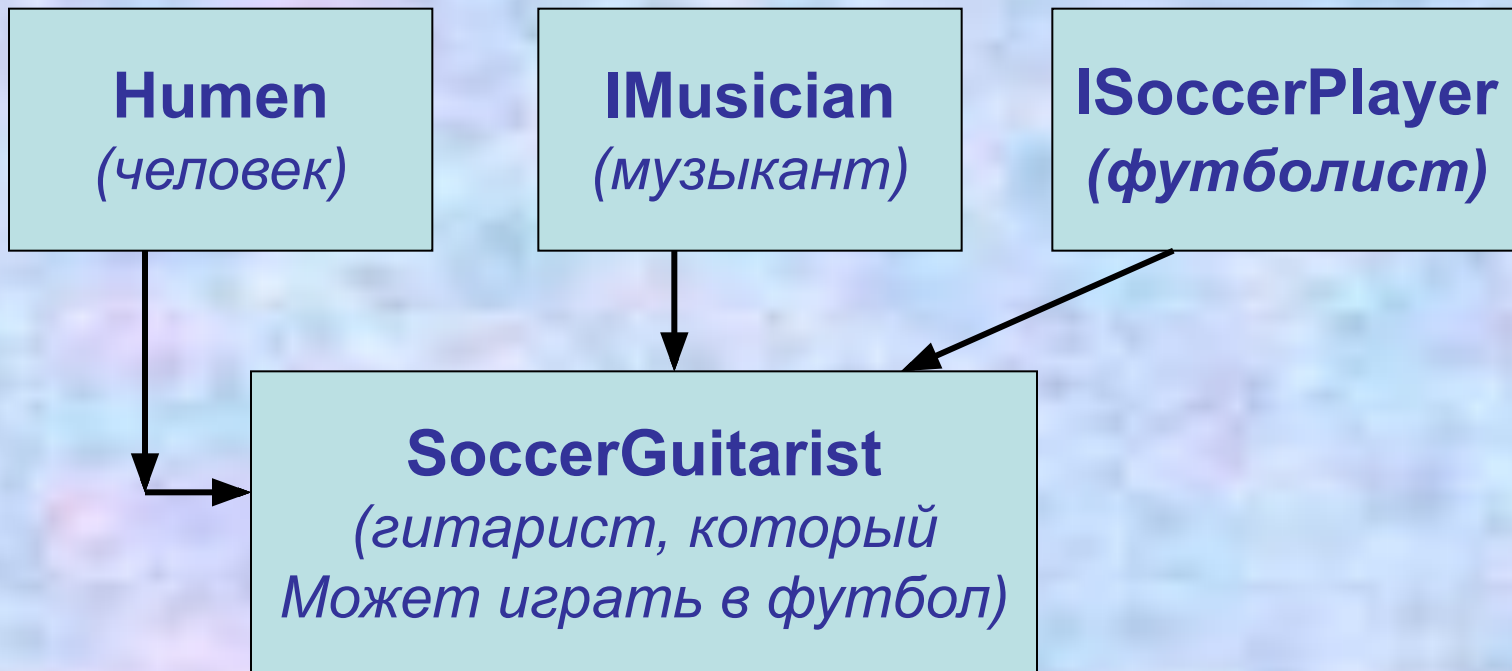 Humen
(человек)
IMusician
(музыкант)
ISoccerPlayer
(футболист)
SoccerGuitarist
(гитарист, который
Может играть в футбол)